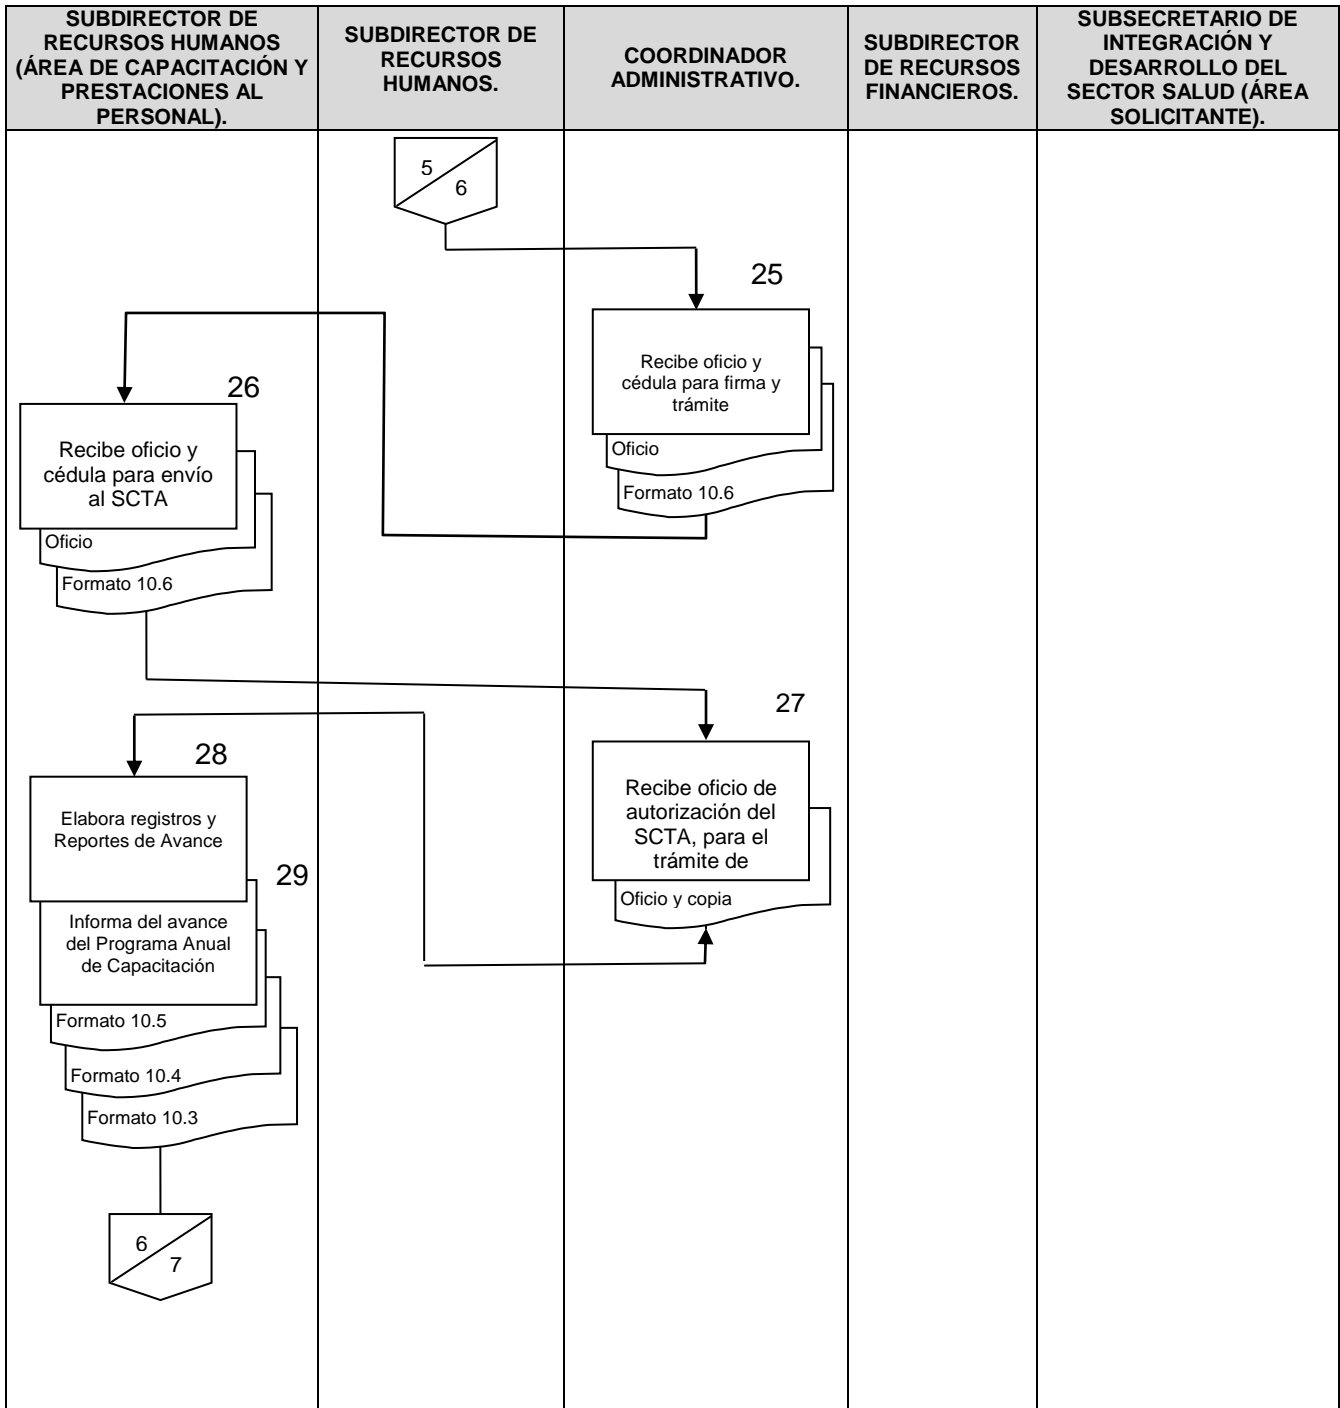 SUBDIRECTOR DE
RECURSOS HUMANOS
(ÁREA DE CAPACITACIÓN Y
PRESTACIONES AL
PERSONAL).
SUBDIRECTOR DE
RECURSOS
HUMANOS.
COORDINADOR
ADMINISTRATIVO.
SUBDIRECTOR
DE RECURSOS
FINANCIEROS.
SUBSECRETARIO DE
INTEGRACIÓN Y
DESARROLLO DEL
SECTOR SALUD (ÁREA
SOLICITANTE).
5
6
25
Recibe oficio y
cédula para firma y
trámite
Oficio
Formato 10.6
26
Recibe oficio y
cédula para envío
al SCTA
Oficio
Formato 10.6
27
Recibe oficio de
autorización del
SCTA, para el
trámite de
Oficio y copia
28
Elabora registros y
Reportes de Avance
29
Informa del avance
del Programa Anual
de Capacitación
Formato 10.5
Formato 10.4
Formato 10.3
6
7